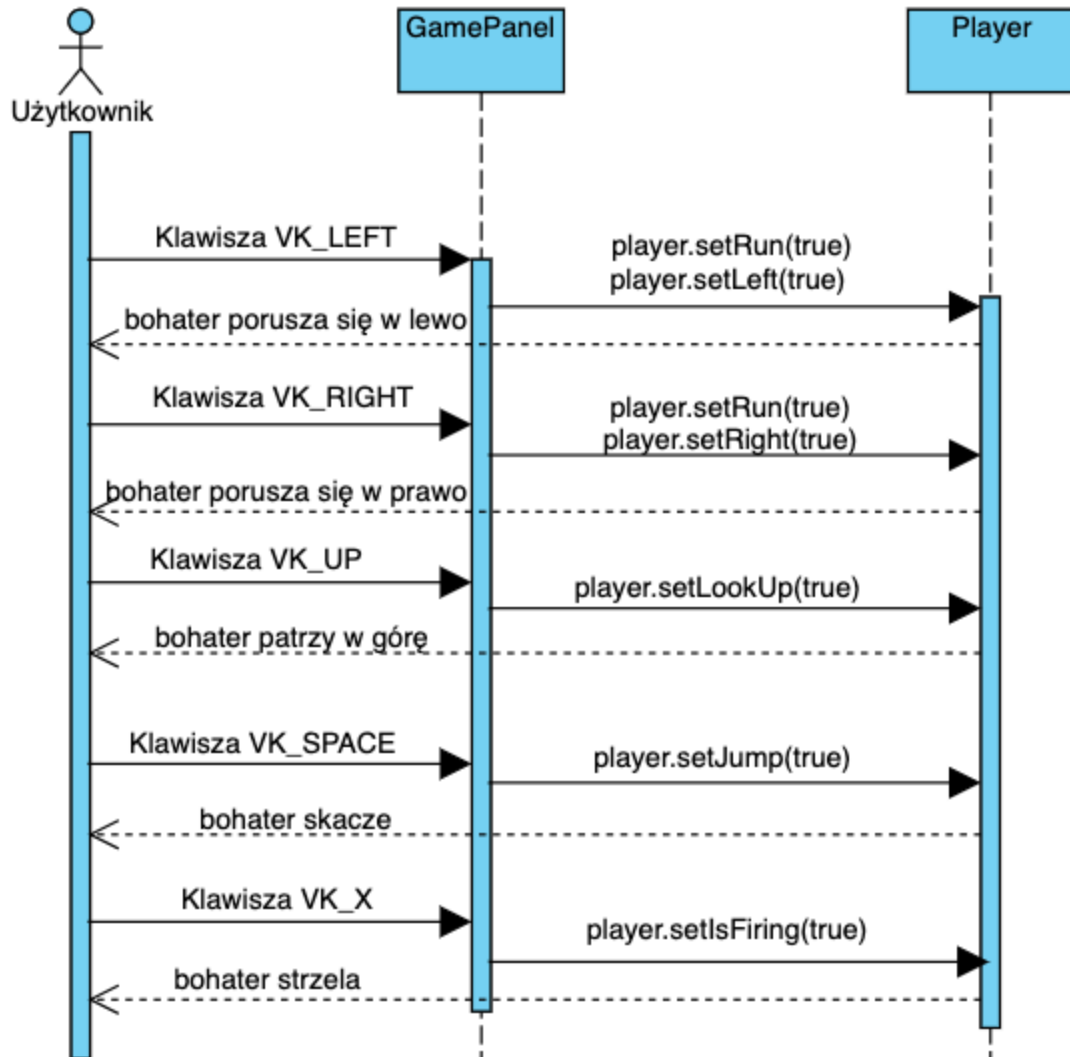 GamePanel
Player
Użytkownik
Klawisza VK_LEFT
player.setRun(true)
player.setLeft(true)
bohater porusza się w lewo
Klawisza VK_RIGHT
player.setRun(true)
player.setRight(true)
bohater porusza się w prawo
Klawisza VK_UP
player.setLookUp(true)
bohater patrzy w górę
Klawisza VK_SPACE
player.setJump(true)
bohater skacze
Klawisza VK_X
player.setIsFiring(true)
bohater strzela